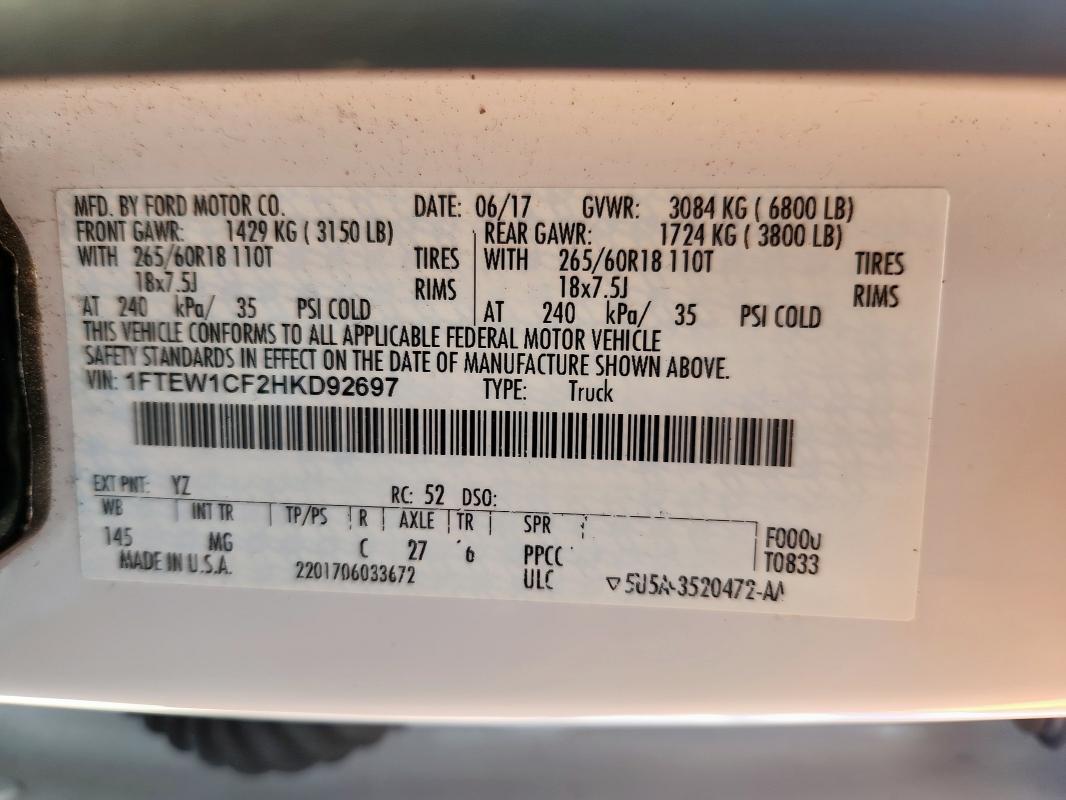 MFD. BY FORD MOTOR CO. DATE: 06/17 GVWR: 3084 KG ( 6800 LB)
FRONT GAWR: 1429 KG ( 3150 LB) REAR GAWR: 1724 KG ( 3800 LB)
WITH 265/60R18 110T TIRES WITH 265/60R18 110T TIRES
18x7.5J RIMS 18x7.5J RIMS
AT 240 kPa/ 35 PSI COLD AT 240 kPa/ 35 PSI COLD
THIS VEHICLE CONFORMS TO ALL APPLICABLE FEDERAL MOTOR VEHICLE
SAFETY STANDARDS IN EFFECT ON THE DATE OF MANUFACTURE SHOWN ABOVE.
VIN: 1FTEW1CF2HKD92697 TYPE: Truck
EXT PNT: YZ RC: 52 DSO:
WB INT TR TP/PS R AXLE TR SPR
145 MG C 27 6 PPCC F000U
MADE IN U.S.A. 2201706033672 ULC T0833
▽5U5A-3520472-AA